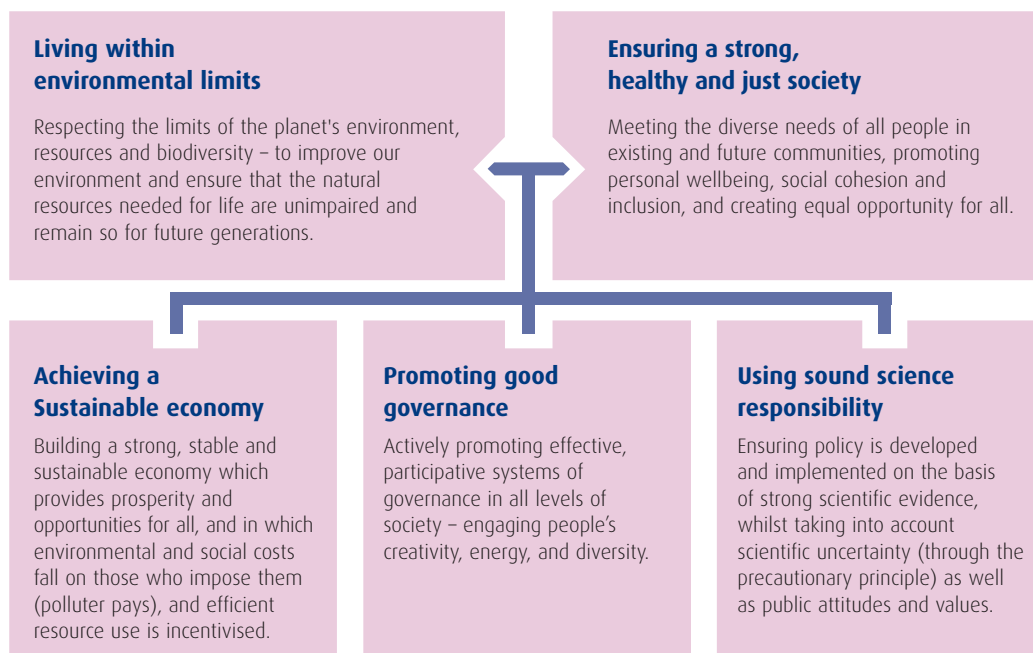 Living within
environmental limits
Respecting the limits of the planet's environment,
resources and biodiversity – to improve our
environment and ensure that the natural
resources needed for life are unimpaired and
remain so for future generations.
Ensuring a strong,
healthy and just society
Meeting the diverse needs of all people in
existing and future communities, promoting
personal wellbeing, social cohesion and
inclusion, and creating equal opportunity for all.
Achieving a
Sustainable economy
Building a strong, stable and
sustainable economy which
provides prosperity and
opportunities for all, and in which
environmental and social costs
fall on those who impose them
(polluter pays), and efficient
resource use is incentivised.
Promoting good
governance
Actively promoting effective,
participative systems of
governance in all levels of
society – engaging people’s
creativity, energy, and diversity.
Using sound science
responsibility
Ensuring policy is developed
and implemented on the basis
of strong scientific evidence,
whilst taking into account
scientific uncertainty (through the
precautionary principle) as well
as public attitudes and values.